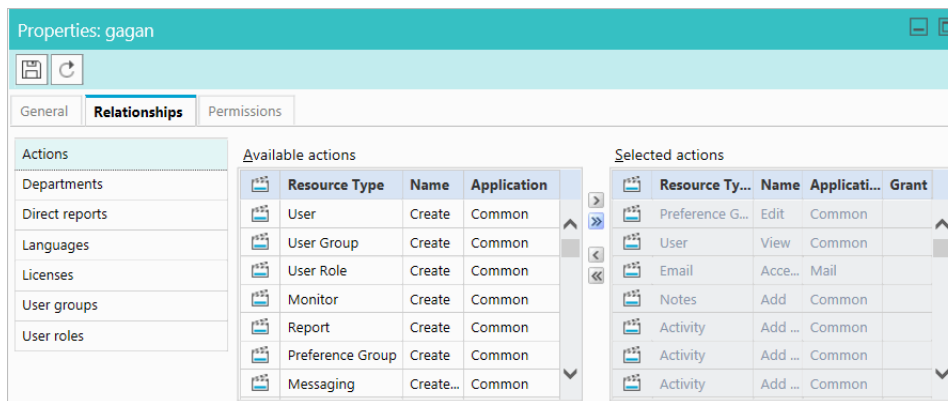 Properties: gagan
General Relationships Permissions
Actions
Departments
Direct reports
Languages
Licenses
User groups
User roles
Available actions
Resource Type Name Application
User Create Common
User Group Create Common
User Role Create Common
Monitor Create Common
Report Create Common
Preference Group Create Common
Messaging Create... Common
Selected actions
Resource Ty... Name Applicati... Grant
Preference G... Edit Common
User View Common
Email Acce... Mail
Notes Add Common
Activity Add ... Common
Activity Add ... Common
Activity Add ... Common